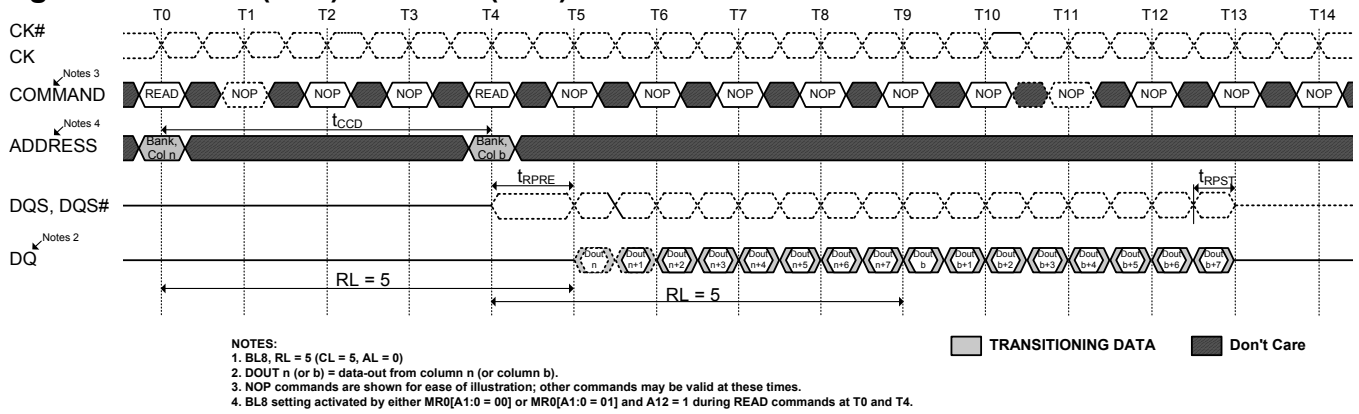 T0 T1 T2 T3 T4 T5 T6 T7 T8 T9 T10 T11 T12 T13 T14
CK#
CK
Notes 3
COMMAND READ NOP NOP NOP READ NOP NOP NOP NOP NOP NOP NOP NOP NOP NOP
tCCD
Notes 4
ADDRESS Bank, Col n Bank, Col b
tRPRE tRPST
DQS, DQS#
Notes 2
DQ Dout n Dout n+1 Dout n+2 Dout n+3 Dout n+4 Dout n+5 Dout n+6 Dout n+7 Dout b Dout b+1 Dout b+2 Dout b+3 Dout b+4 Dout b+5 Dout b+6 Dout b+7
RL = 5 RL = 5
TRANSITIONING DATA Don't Care
NOTES:
1. BL8, RL = 5 (CL = 5, AL = 0)
2. DOUT n (or b) = data-out from column n (or column b).
3. NOP commands are shown for ease of illustration; other commands may be valid at these times.
4. BL8 setting activated by either MR0[A1:0 = 00] or MR0[A1:0 = 01] and A12 = 1 during READ commands at T0 and T4.